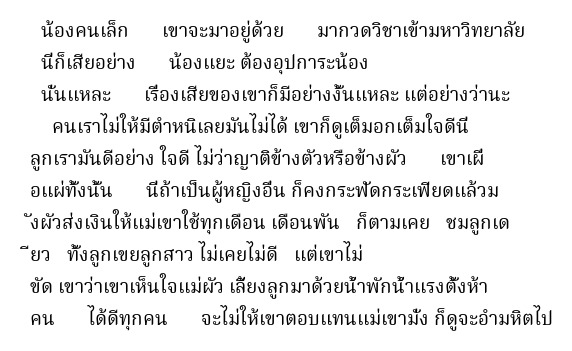 น้องคนเล็ก เขาจะมาอยู่ด้วย มากวดวิชาเข้ามหาวิทยาลัย
นี่ก็เสียอย่าง น้องแยะ ต้องอุปการะน้อง
นั่นแหละ เรื่องเสียของเขาก็มีอย่างงั้นแหละ แต่อย่างว่านะ
คนเราไม่ให้มีตำหนิเลยมันไม่ได้ เขาก็ดูเต็มอกเต็มใจดีนี่
ลูกเรามันดีอย่าง ใจดี ไม่ว่าญาติข้างตัวหรือข้างผัว เขาเผื่
อแผ่ทั้งนั้น นี่ถ้าเป็นผู้หญิงอื่น ก็คงกระฟัดกระเฟียดแล้วม
ังผัวส่งเงินให้แม่เขาใช้ทุกเดือน เดือนพัน ก็ตามเคย ชมลูกเด
ียว ทั้งลูกเขยลูกสาว ไม่เคยไม่ดี แต่เขาไม่
ขัด เขาว่าเขาเห็นใจแม่ผัว เลี้ยงลูกมาด้วยน้ำพักน้ำแรงตั้งห้า
คน ได้ดีทุกคน จะไม่ให้เขาตอบแทนแม่เขามั่ง ก็ดูจะอำมหิตไป